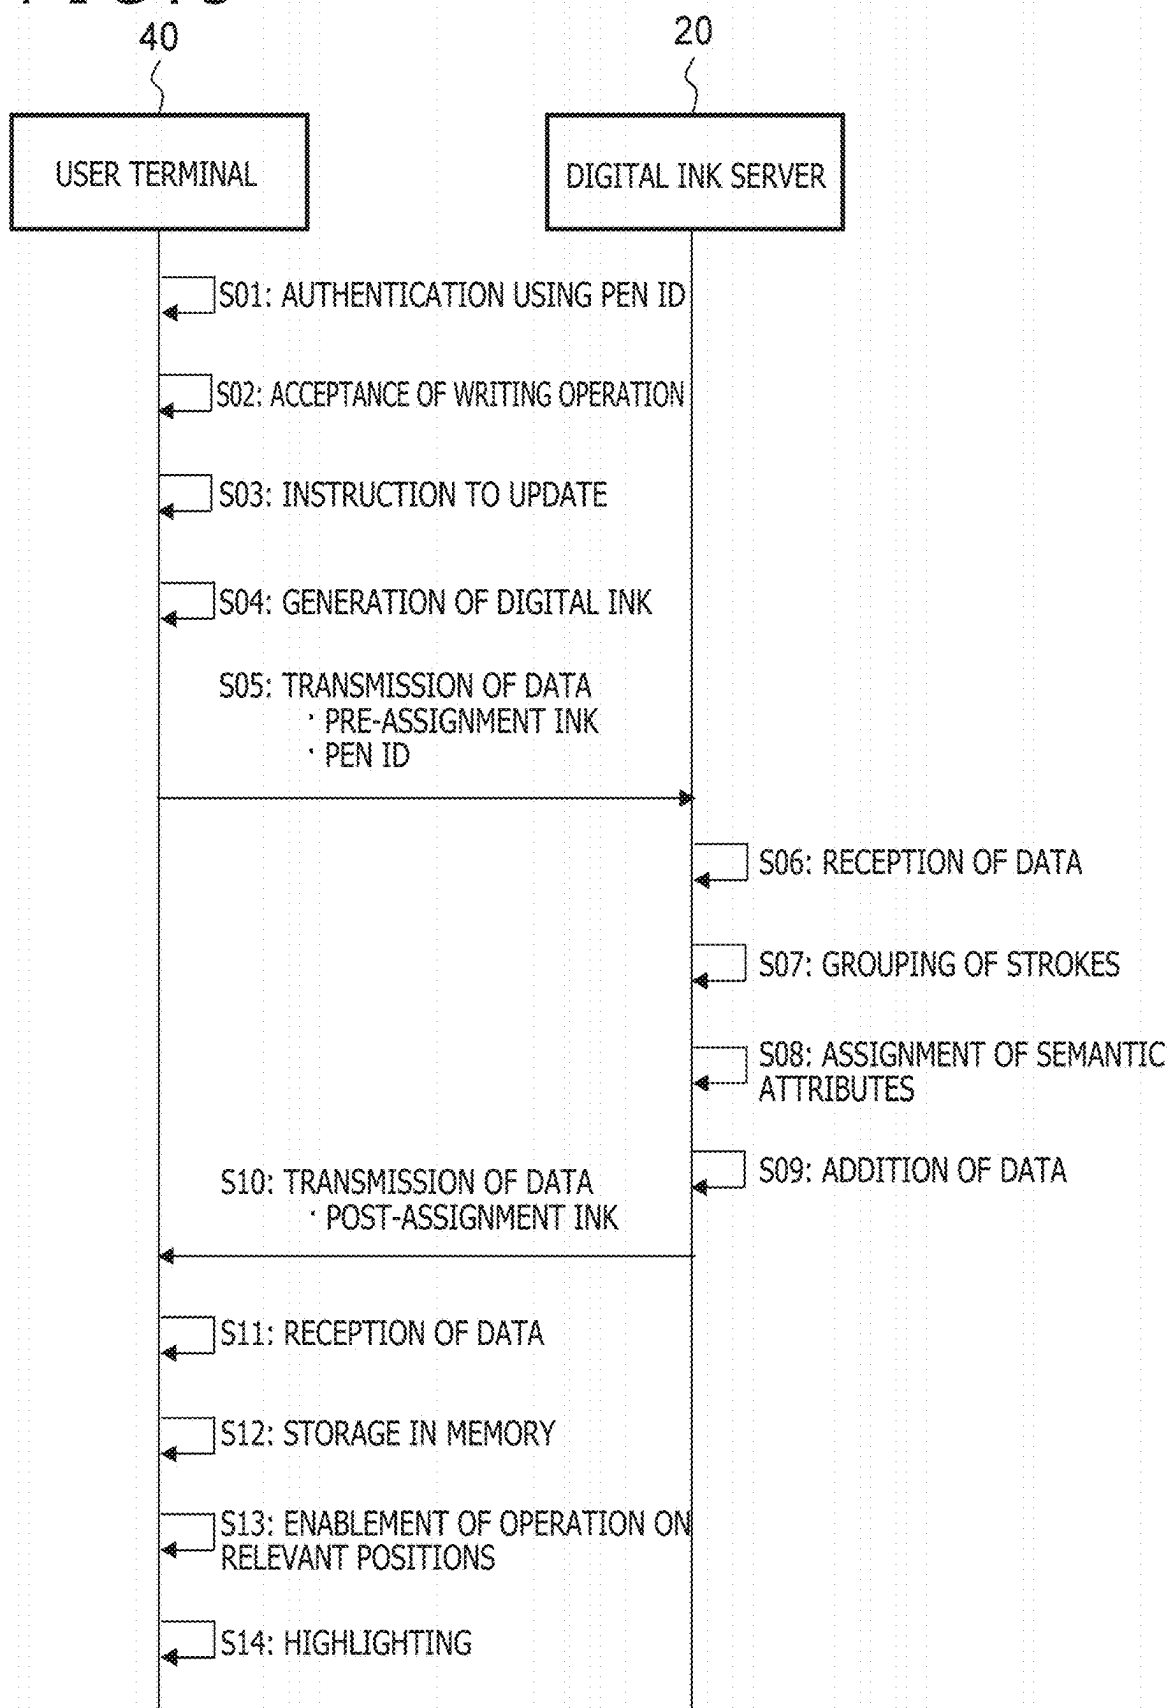 40
20
USER TERMINAL
DIGITAL INK SERVER
S01: AUTHENTICATION USING PEN ID
S02: ACCEPTANCE OF WRITING OPERATION
S03: INSTRUCTION TO UPDATE
S04: GENERATION OF DIGITAL INK
S05: TRANSMISSION OF DATA
· PRE-ASSIGNMENT INK
· PEN ID
S06: RECEPTION OF DATA
S07: GROUPING OF STROKES
S08: ASSIGNMENT OF SEMANTIC
ATTRIBUTES
S09: ADDITION OF DATA
S10: TRANSMISSION OF DATA
· POST-ASSIGNMENT INK
S11: RECEPTION OF DATA
S12: STORAGE IN MEMORY
S13: ENABLEMENT OF OPERATION ON
RELEVANT POSITIONS
S14: HIGHLIGHTING